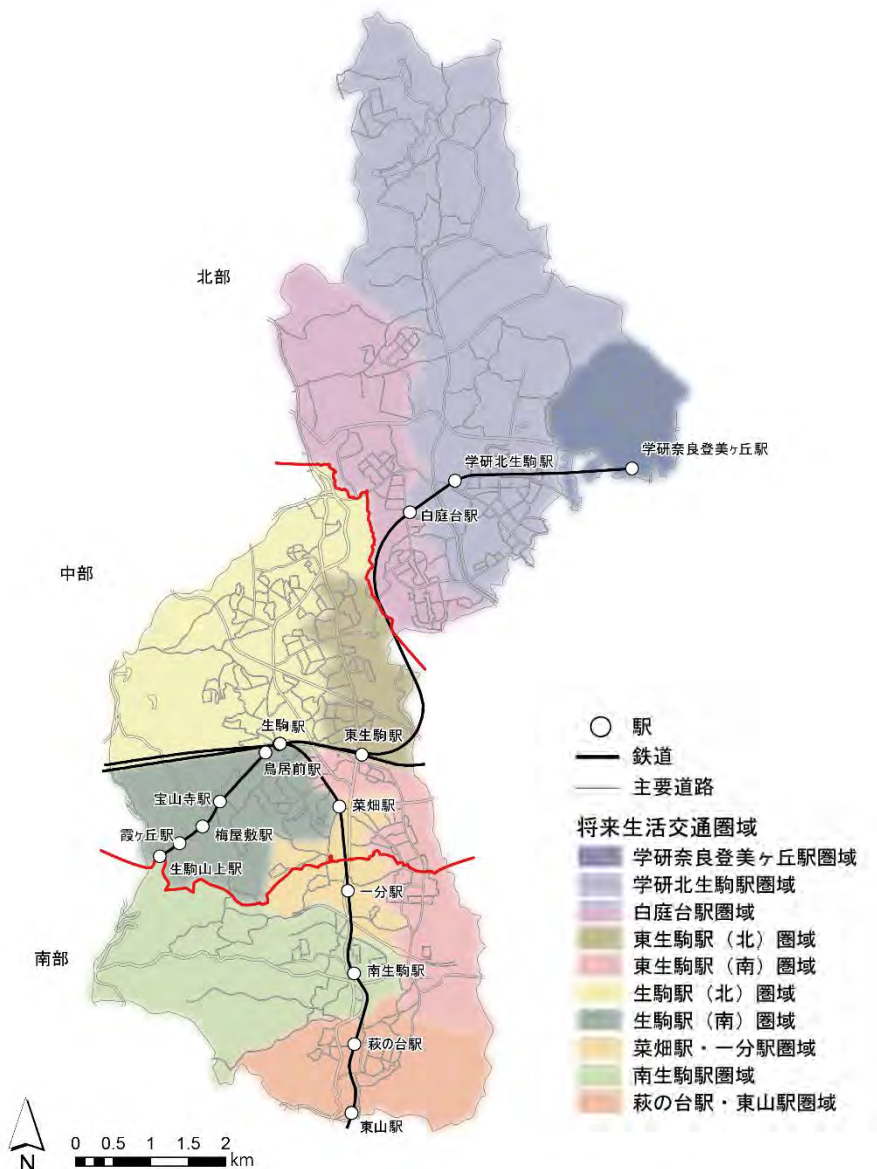 北部
学研奈良登美ヶ丘駅
学研北生駒駅
白庭台駅
中部
生駒駅
東生駒駅
鳥居前駅
宝山寺駅
菜畑駅
霞ヶ丘駅
梅屋敷駅
生駒山上駅
一分駅
南部
南生駒駅
萩の台駅
東山駅
駅
鉄道
主要道路
将来生活交通圏域
学研奈良登美ヶ丘駅圏域
学研北生駒駅圏域
白庭台駅圏域
東生駒駅（北）圏域
東生駒駅（南）圏域
生駒駅（北）圏域
生駒駅（南）圏域
菜畑駅・一分駅圏域
南生駒駅圏域
萩の台駅・東山駅圏域
N
0 0.5 1 2
km